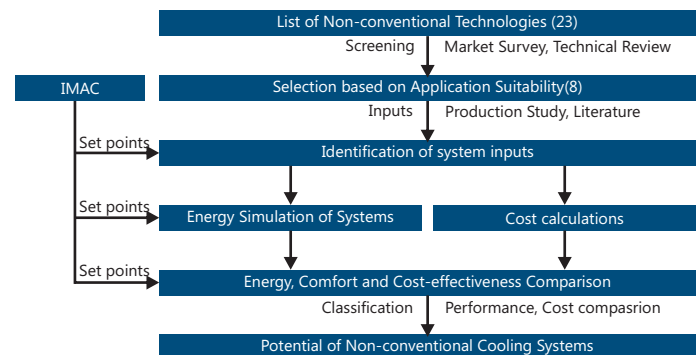 List of Non-conventional Technologies (23)
Screening
Market Survey, Technical Review
IMAC
Selection based on Application Suitability(8)
Inputs
Production Study, Literature
Set points
Identification of system inputs
Set points
Energy Simulation of Systems
Cost calculations
Set points
Energy, Comfort and Cost-effectiveness Comparison
Classification
Performance, Cost compasrion
Potential of Non-conventional Cooling Systems